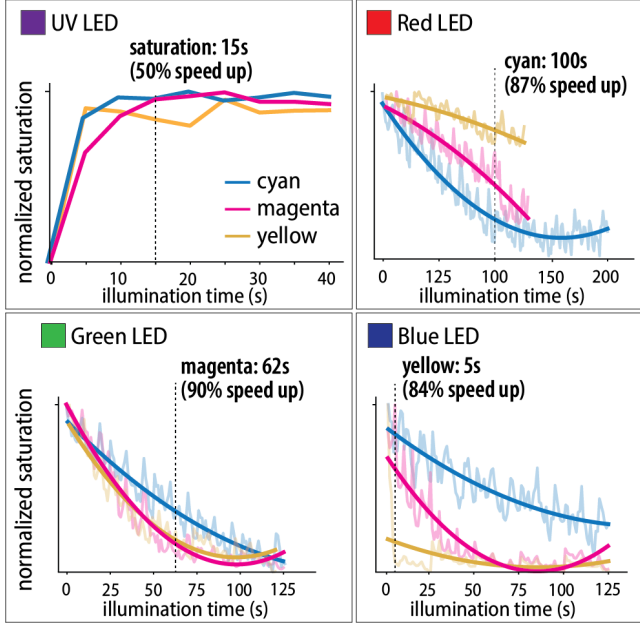 UV LED
saturation: 15s
(50% speed up)
normalized saturation
cyan
magenta
yellow
0 10 20 30 40
illumination time (s)
Red LED
cyan: 100s
(87% speed up)
0 125 100 150 200
illumination time (s)
Green LED
magenta: 62s
(90% speed up)
normalized saturation
0 25 50 75 100 125
illumination time (s)
Blue LED
yellow: 5s
(84% speed up)
0 25 50 75 100 125
illumination time (s)